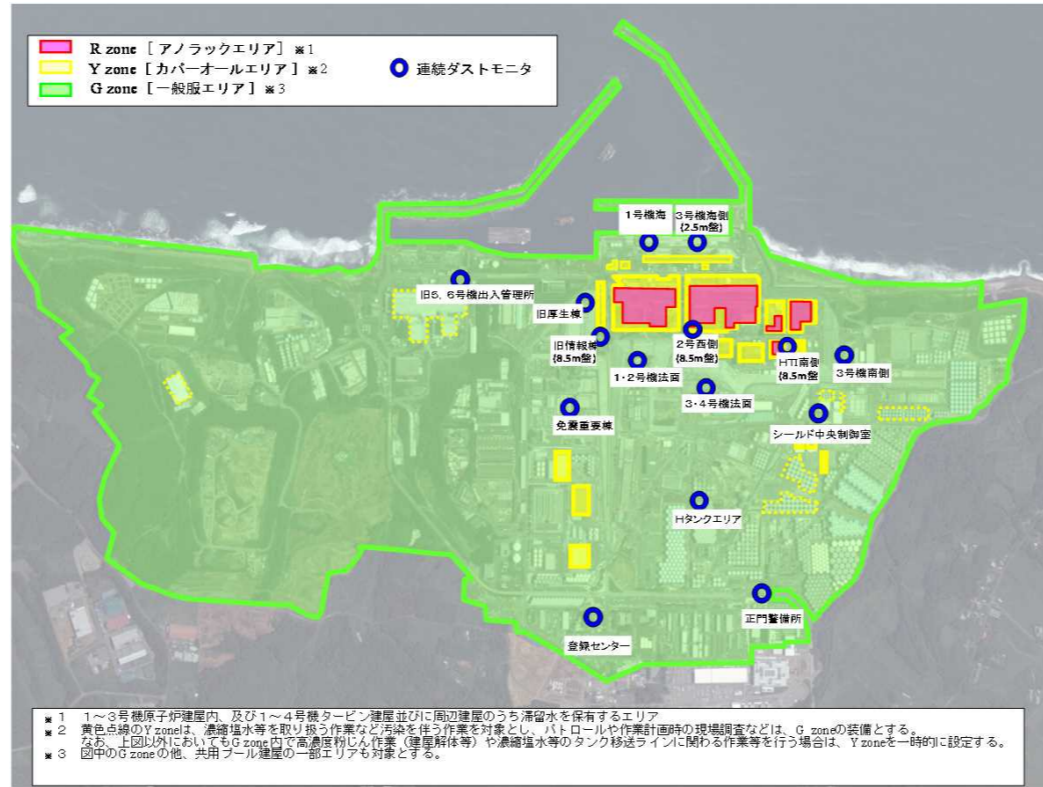 R zone [アノラックエリア] ※1
Y zone [カバーオールエリア] ※2
G zone [一般服エリア] ※3
連続ダストモニタ
1号機海
3号機海側
(2.5m盤)
旧5，6号機出入管理所
旧厚生棟
旧情報棟
(8.5m盤)
2号西側
(8.5m盤)
HTI南側
(8.5m盤)
3号機南側
1・2号機法面
3・4号機法面
免震重要棟
シールド中央制御室
Hタンクエリア
正門警備所
登録センター
※1 1～3号機原子炉建屋内、及び1～4号機タービン建屋並びに周辺建屋のうち滞留水を保有するエリア
※2 黄色点線のY zoneは、濃縮塩水等を取り扱う作業など汚染を伴う作業を対象とし、パトロールや作業計画時の現場調査などは、G zoneの装備とする。
なお、上図以外においてもG zone内で高濃度粉じん作業（建屋解体等）や濃縮塩水等のタンク移送ラインに関わる作業等を行う場合は、Y zoneを一時的に設定する。
※3 図中のG zoneの他、共用プール建屋の一部エリアも対象とする。